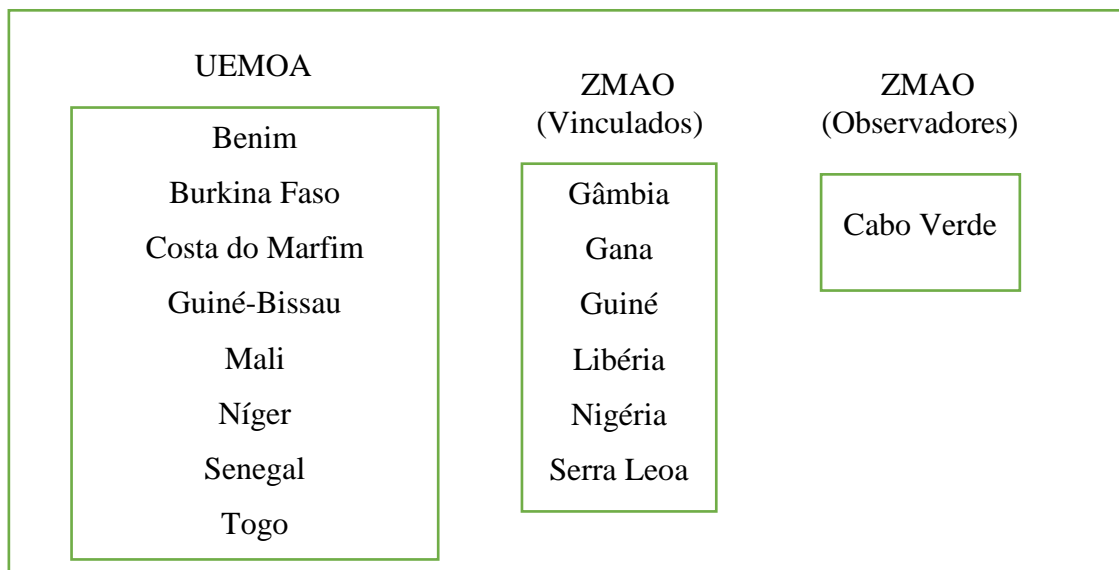 UEMOA
Benim
Burkina Faso
Costa do Marfim
Guiné-Bissau
Mali
Níger
Senegal
Togo
ZMAO
(Vinculados)
Gâmbia
Gana
Guiné
Libéria
Nigéria
Serra Leoa
ZMAO
(Observadores)
Cabo Verde